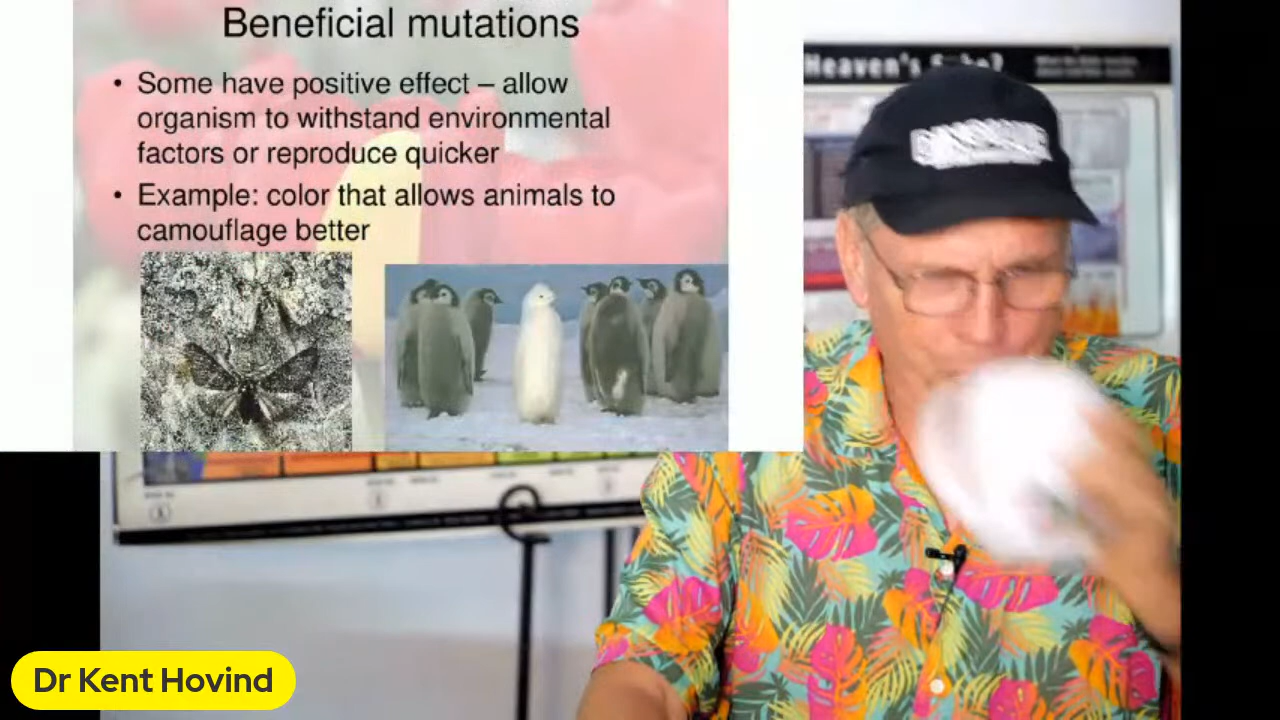 Beneficial mutations
• Some have positive effect – allow
organism to withstand environmental
factors or reproduce quicker
• Example: color that allows animals to
camouflage better
Heaven's
Dr Kent Hovind